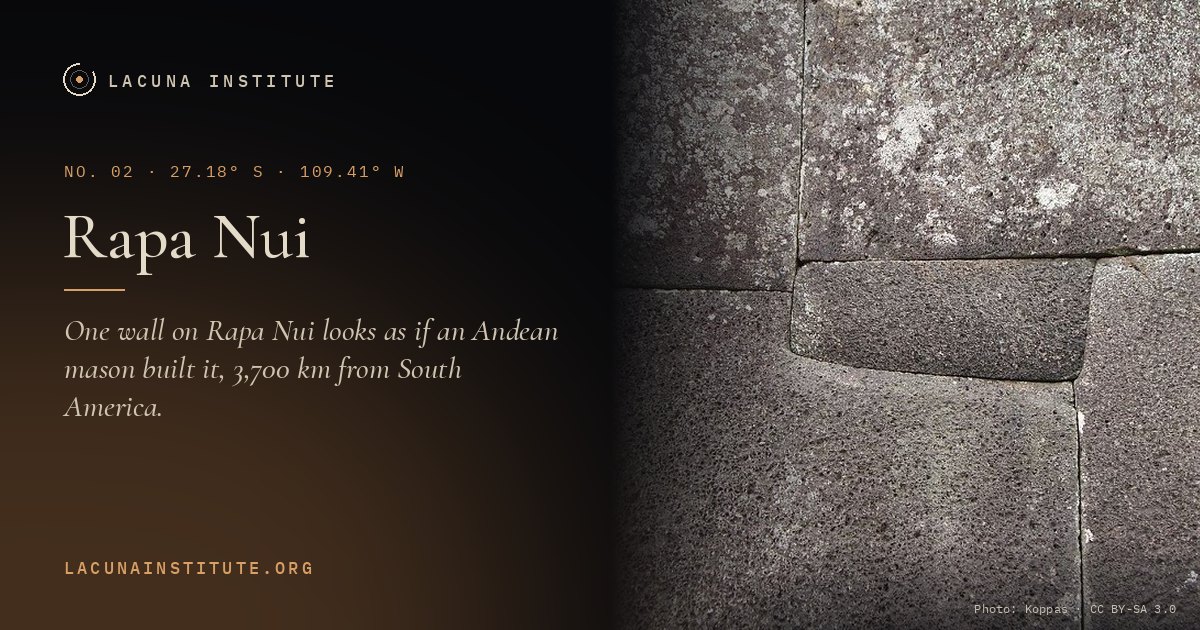 LACUNA INSTITUTE
NO. 02 · 27.18° S · 109.41° W
Rapa Nui
One wall on Rapa Nui looks as if an Andean
mason built it, 3,700 km from South
America.
LACUNAINSTITUTE.ORG
Photo: Koppas · CC BY-SA 3.0